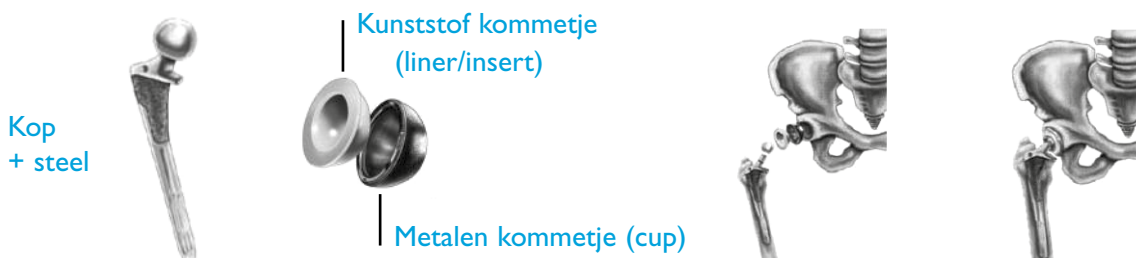 Kunststof kommetje
(liner/insert)
Kop
+ steel
Metalen kommetje (cup)